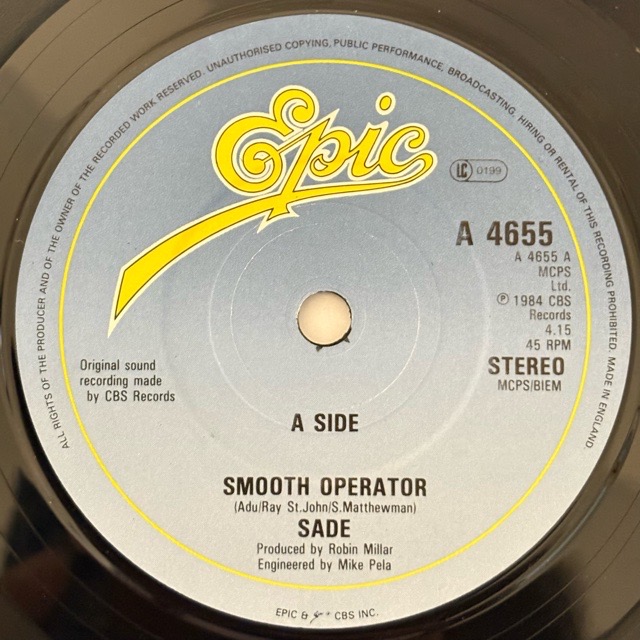 ALL RIGHTS OF THE PRODUCER AND OF THE OWNER OF THE RECORDED WORK RESERVED. UNAUTHORISED COPYING, PUBLIC PERFORMANCE, BROADCASTING, HIRING OR RENTAL OF THIS RECORDING PROHIBITED. MADE IN ENGLAND.
Epic
LC 0199
A 4655
A 4655 A
MCPS
Ltd.
℗ 1984 CBS
Records
4.15
45 RPM
STEREO
MCPS/BIEM
Original sound
recording made
by CBS Records
A SIDE
SMOOTH OPERATOR
(Adu/Ray St.John/S.Matthewman)
SADE
Produced by Robin Millar
Engineered by Mike Pela
EPIC & CBS INC.